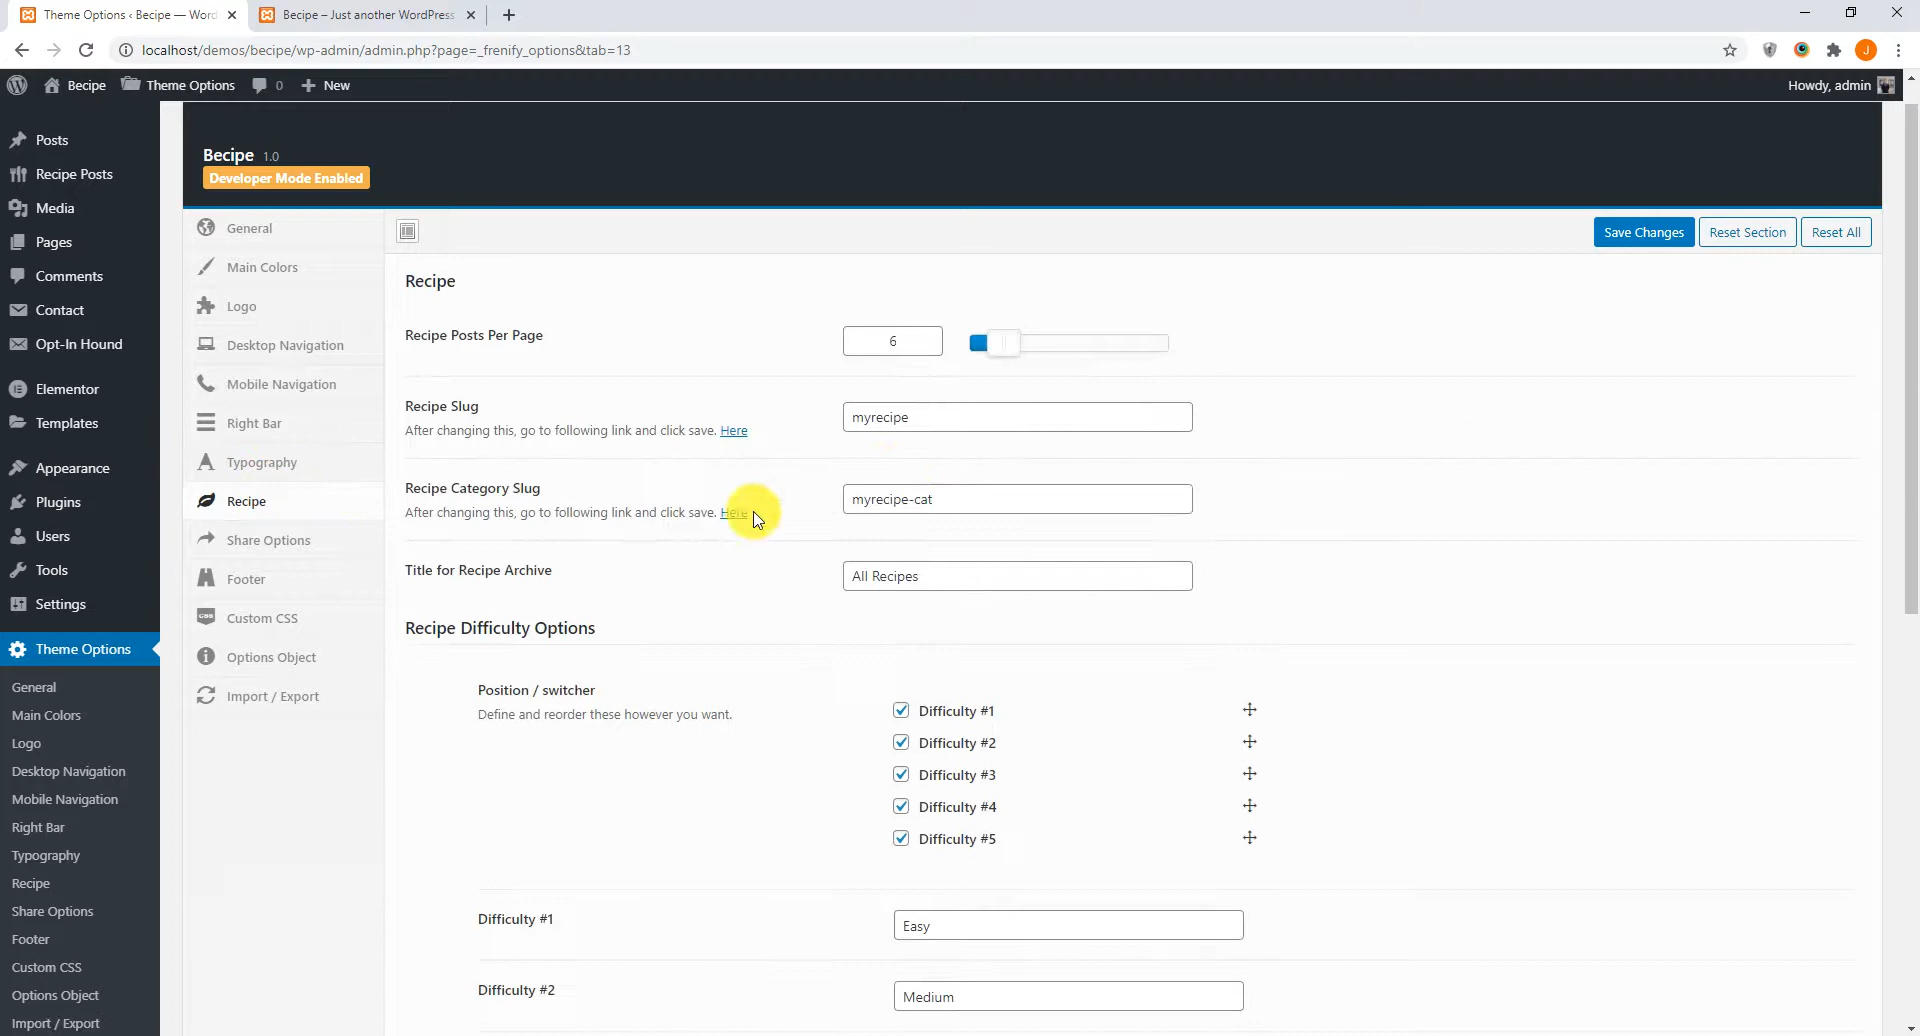 Theme Options ‹ Becipe — Word
Becipe – Just another WordPress
localhost/demos/becipe/wp-admin/admin.php?page=_frenify_options&tab=13
J
Becipe
Theme Options
0
New
Howdy, admin
Posts
Recipe Posts
Media
Pages
Comments
Contact
Opt-In Hound
Elementor
Templates
Appearance
Plugins
Users
Tools
Settings
Theme Options
General
Main Colors
Logo
Desktop Navigation
Mobile Navigation
Right Bar
Typography
Recipe
Share Options
Footer
Custom CSS
Options Object
Import / Export
Becipe 1.0
Developer Mode Enabled
General
Main Colors
Logo
Desktop Navigation
Mobile Navigation
Right Bar
Typography
Recipe
Share Options
Footer
CSS
Custom CSS
Options Object
Import / Export
Save Changes
Reset Section
Reset All
Recipe
Recipe Posts Per Page
6
Recipe Slug
After changing this, go to following link and click save. Here
myrecipe
Recipe Category Slug
After changing this, go to following link and click save. Here
myrecipe-cat
Title for Recipe Archive
All Recipes
Recipe Difficulty Options
Position / switcher
Define and reorder these however you want.
Difficulty #1
Difficulty #2
Difficulty #3
Difficulty #4
Difficulty #5
Difficulty #1
Easy
Difficulty #2
Medium